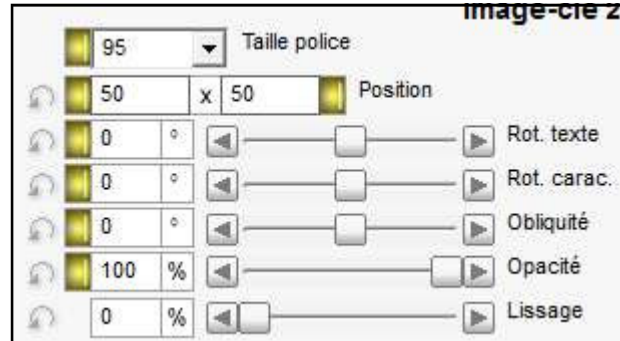 Image-clé 2
95 Taille police
50 x 50 Position
0 ° Rot. texte
0 ° Rot. carac.
0 ° Obliquité
100 % Opacité
0 % Lissage